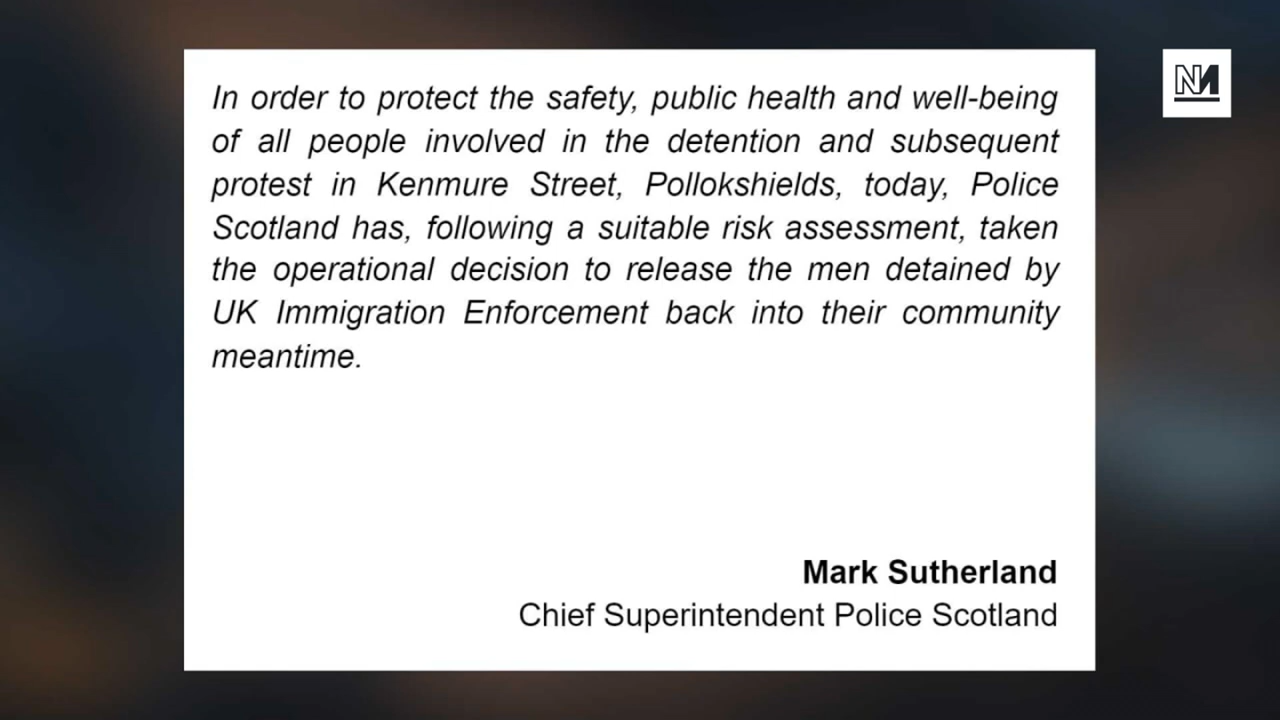 In order to protect the safety, public health and well-being
of all people involved in the detention and subsequent
protest in Kenmure Street, Pollokshields, today, Police
Scotland has, following a suitable risk assessment, taken
the operational decision to release the men detained by
UK Immigration Enforcement back into their community
meantime.
Mark Sutherland
Chief Superintendent Police Scotland
NM